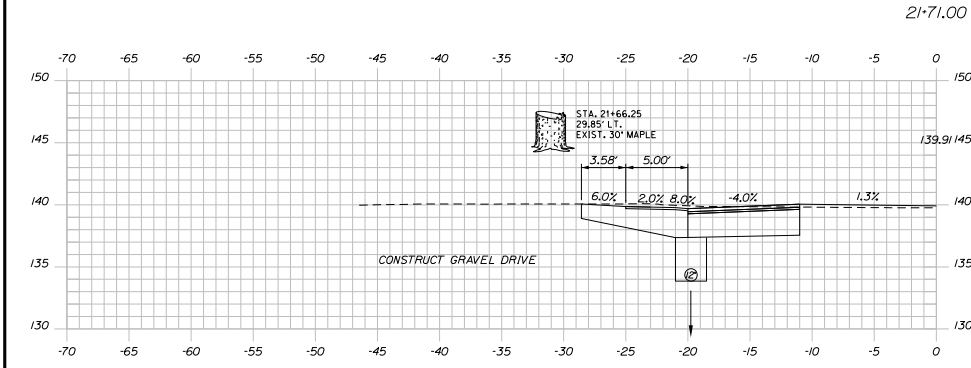 21+71.00
-70 -65 -60 -55 -50 -45 -40 -35 -30 -25 -20 -15 -10 -5 0
150 150
STA. 21+66.25
29.85' LT.
EXIST. 30" MAPLE
145 139.91 145
3.58' 5.00'
6.0% 2.0% 8.0% -4.0% 1.3%
140 140
CONSTRUCT GRAVEL DRIVE
135 135
12"
130 130
-70 -65 -60 -55 -50 -45 -40 -35 -30 -25 -20 -15 -10 -5 0